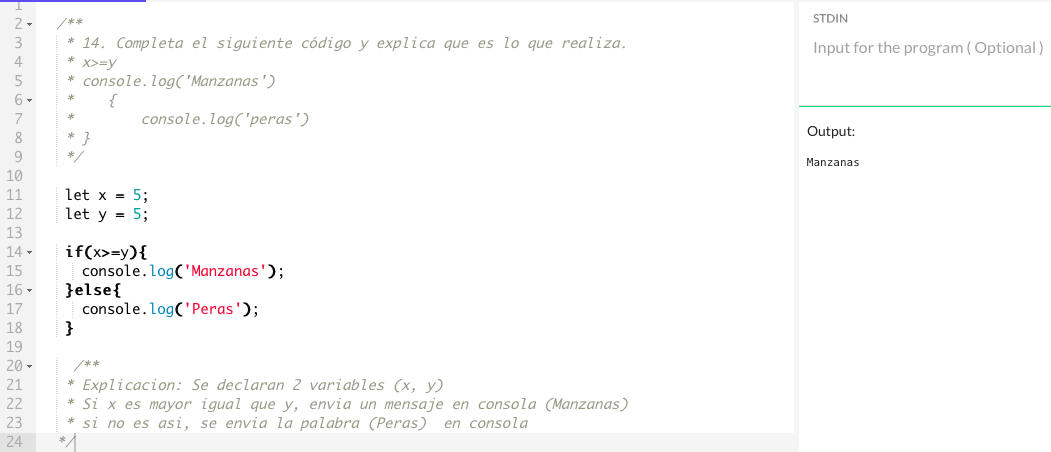 1
2 /**
3 * 14. Completa el siguiente código y explica que es lo que realiza.
4 * x>=y
5 * console.log('Manzanas')
6 *    {
7 *        console.log('peras')
8 * }
9 */
10
11 let x = 5;
12 let y = 5;
13
14 if(x>=y){
15   console.log('Manzanas');
16 }else{
17   console.log('Peras');
18 }
19
20  /**
21 * Explicacion: Se declaran 2 variables (x, y)
22 * Si x es mayor igual que y, envia un mensaje en consola (Manzanas)
23 * si no es asi, se envia la palabra (Peras)  en consola
24 */
STDIN
Input for the program ( Optional )
Output:
Manzanas